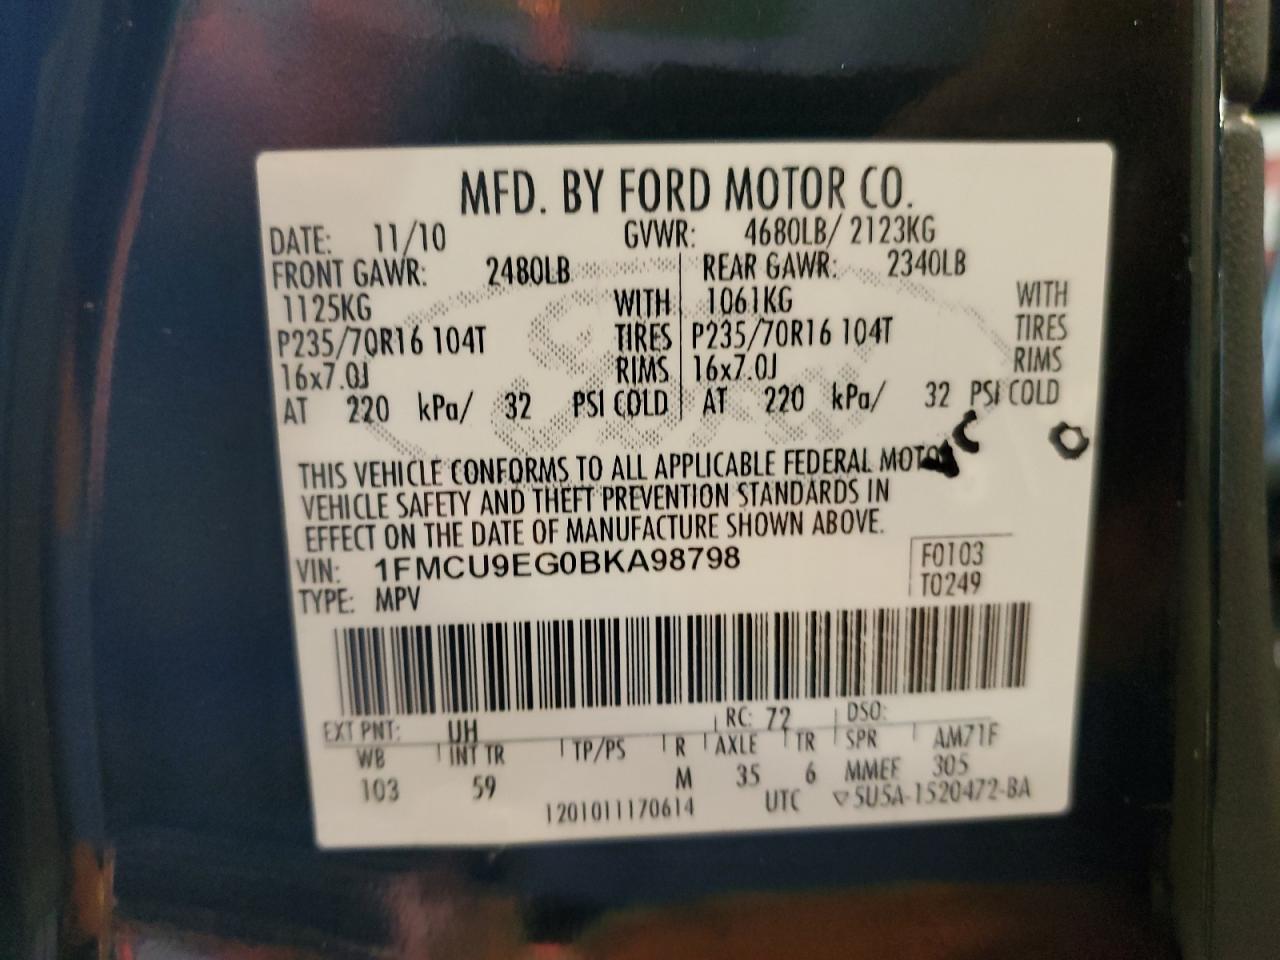 MFD. BY FORD MOTOR CO.
DATE: 11/10 GVWR: 4680LB/ 2123KG
FRONT GAWR: 2480LB REAR GAWR: 2340LB
1125KG WITH 1061KG WITH
P235/70R16 104T TIRES P235/70R16 104T TIRES
16x7.0J RIMS 16x7.0J RIMS
AT 220 kPa/ 32 PSI COLD AT 220 kPa/ 32 PSI COLD
THIS VEHICLE CONFORMS TO ALL APPLICABLE FEDERAL MOTOR
VEHICLE SAFETY AND THEFT PREVENTION STANDARDS IN
EFFECT ON THE DATE OF MANUFACTURE SHOWN ABOVE.
VIN: 1FMCU9EG0BKA98798 F0103
TYPE: MPV T0249
EXT PNT: UH RC: 72 DSO:
WB INT TR TP/PS R AXLE TR SPR AM71F
103 59 M 35 6 MMEE 305
1201011170614 UTC ▽5U5A-1520472-BA